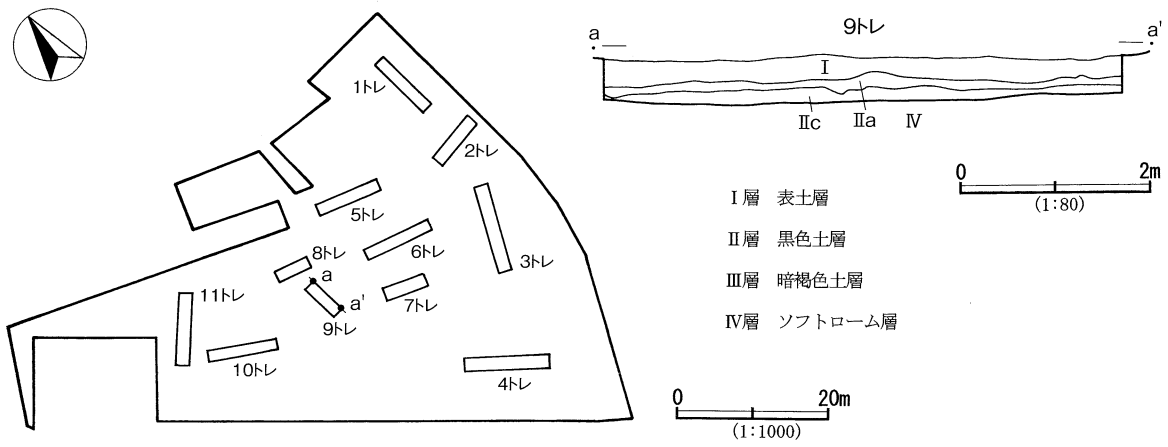 1トレ
2トレ
3トレ
4トレ
5トレ
6トレ
7トレ
8トレ
a
a'
9トレ
10トレ
11トレ
0 20m
(1:1000)
9トレ
a a'
Ⅰ
Ⅱc Ⅱa Ⅳ
0 2m
(1:80)
Ⅰ層 表土層
Ⅱ層 黒色土層
Ⅲ層 暗褐色土層
Ⅳ層 ソフトローム層